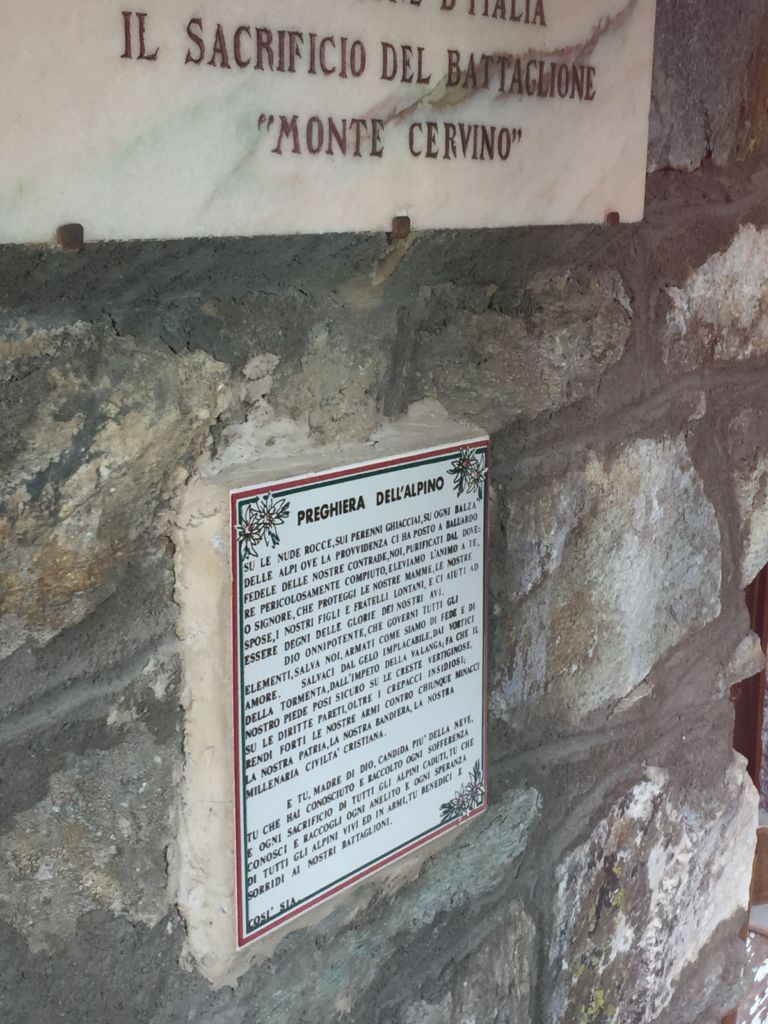 D'ITALIA
IL SACRIFICIO DEL BATTAGLIONE
"MONTE CERVINO"
PREGHIERA DELL'ALPINO
SU LE NUDE ROCCE, SUI PERENNI GHIACCIAI, SU OGNI BALZA
DELLE ALPI OVE LA PROVVIDENZA CI HA POSTO A BALUARDO
FEDELE DELLE NOSTRE CONTRADE, NOI, PURIFICATI DAL DOVE=
RE PERICOLOSAMENTE COMPIUTO, ELEVIAMO L'ANIMO A TE,
O SIGNORE, CHE PROTEGGI LE NOSTRE MAMME, LE NOSTRE
SPOSE, I NOSTRI FIGLI E FRATELLI LONTANI, E CI AIUTI AD
ESSERE DEGNI DELLE GLORIE DEI NOSTRI AVI.
DIO ONNIPOTENTE, CHE GOVERNI TUTTI GLI
ELEMENTI, SALVA NOI, ARMATI COME SIAMO DI FEDE E DI
AMORE. SALVACI DAL GELO IMPLACABILE, DAI VORTICI
DELLA TORMENTA, DALL'IMPETO DELLA VALANGA, FA CHE IL
NOSTRO PIEDE POSI SICURO SU LE CRESTE VERTIGINOSE,
SU LE DIRITTE PARETI, OLTRE I CREPACCI INSIDIOSI;
RENDI FORTI LE NOSTRE ARMI CONTRO CHIUNQUE MINACCI
LA NOSTRA PATRIA, LA NOSTRA BANDIERA, LA NOSTRA
MILLENARIA CIVILTA' CRISTIANA.
E TU, MADRE DI DIO, CANDIDA PIU' DELLA NEVE,
TU CHE HAI CONOSCIUTO E RACCOLTO OGNI SOFFERENZA
E OGNI SACRIFICIO DI TUTTI GLI ALPINI CADUTI, TU CHE
CONOSCI E RACCOGLI OGNI ANELITO E OGNI SPERANZA
DI TUTTI GLI ALPINI VIVI ED IN ARMI, TU BENEDICI E
SORRIDI AI NOSTRI BATTAGLIONI.
COSI' SIA.